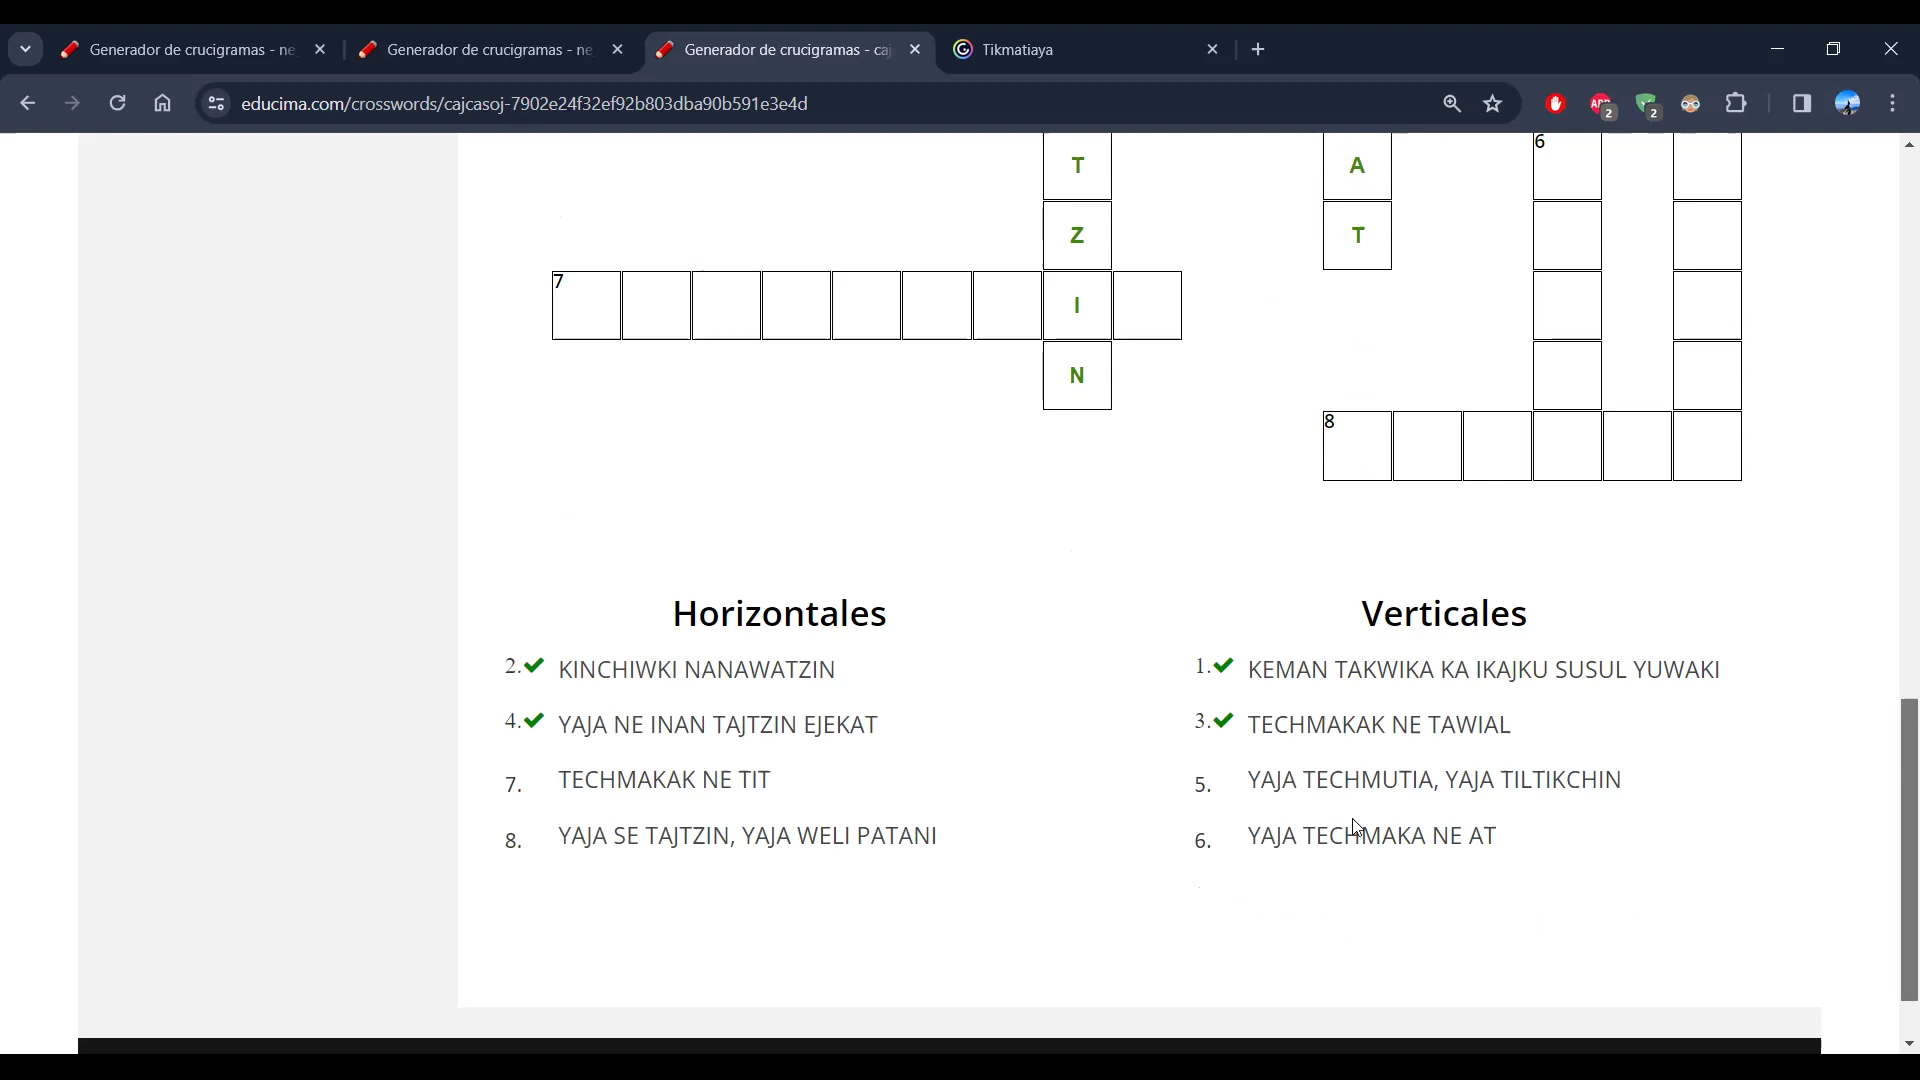 Generador de crucigramas - ne
Generador de crucigramas - ne
Generador de crucigramas - caj
Tikmatiaya
educima.com/crosswords/cajcasoj-7902e24f32ef92b803dba90b591e3e4d
ABP
2
2
T
A
6
Z
T
7
I
N
8
Horizontales
Verticales
2. KINCHIWKI NANAWATZIN
1. KEMAN TAKWIKA KA IKAJKU SUSUL YUWAKI
4. YAJA NE INAN TAJTZIN EJEKAT
3. TECHMAKAK NE TAWIAL
7. TECHMAKAK NE TIT
5. YAJA TECHMUTIA, YAJA TILTIKCHIN
8. YAJA SE TAJTZIN, YAJA WELI PATANI
6. YAJA TECHMAKA NE AT